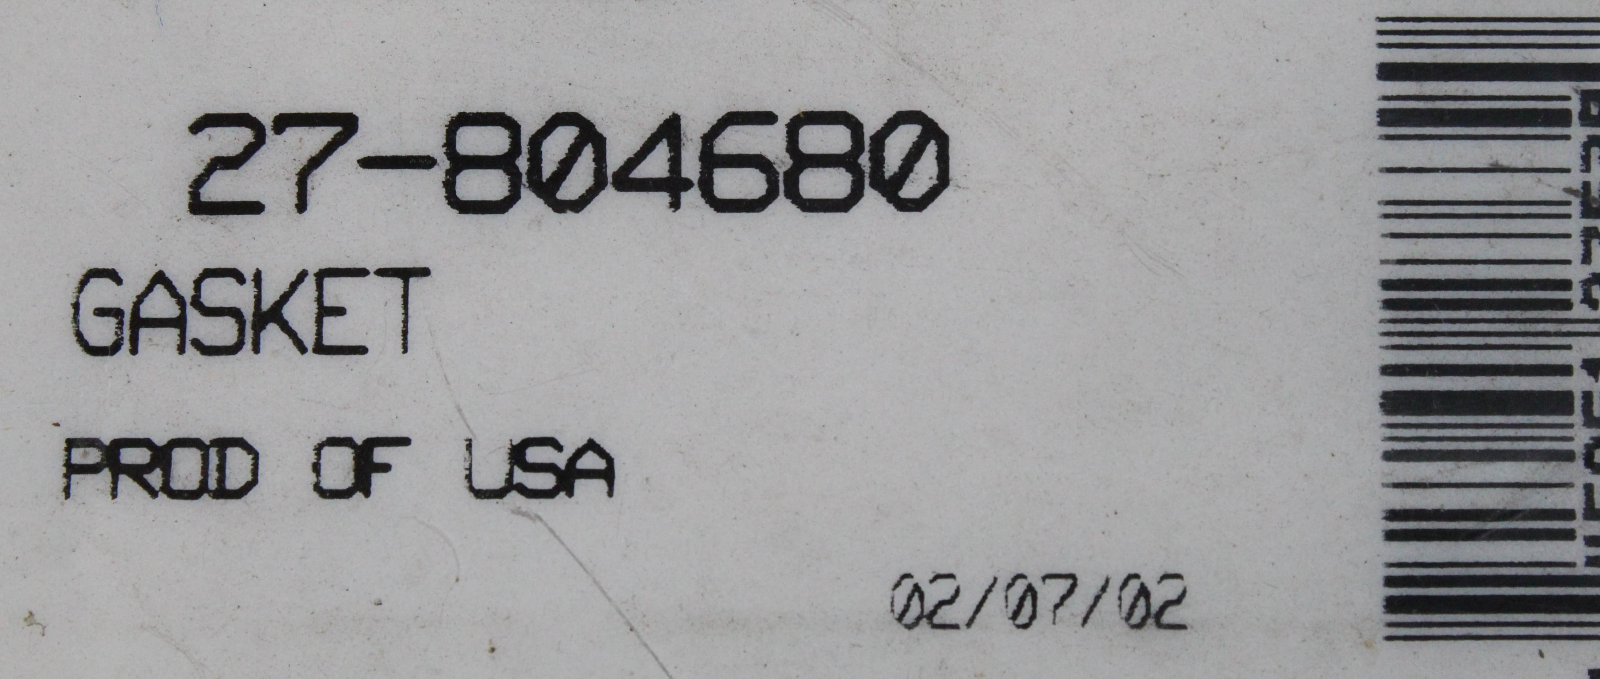 27-804680
GASKET
PROD OF USA
02/07/02